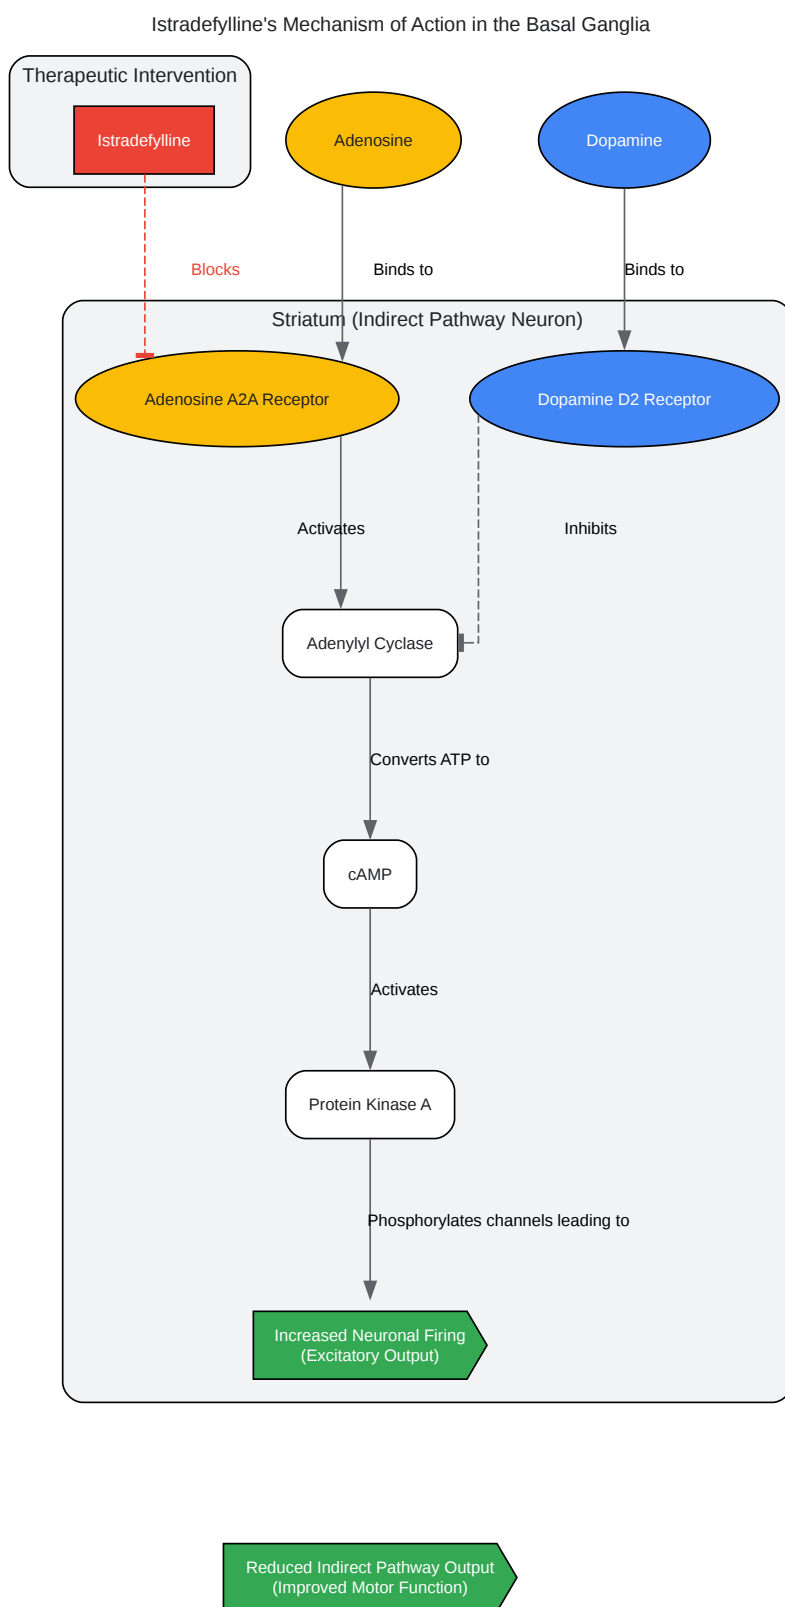 Istradefylline's Mechanism of Action in the Basal Ganglia
Therapeutic Intervention
Istradefylline
Adenosine
Dopamine
Blocks
Binds to
Binds to
Striatum (Indirect Pathway Neuron)
Adenosine A2A Receptor
Dopamine D2 Receptor
Activates
Inhibits
Adenylyl Cyclase
Converts ATP to
cAMP
Activates
Protein Kinase A
Phosphorylates channels leading to
Increased Neuronal Firing
(Excitatory Output)
Reduced Indirect Pathway Output
(Improved Motor Function)